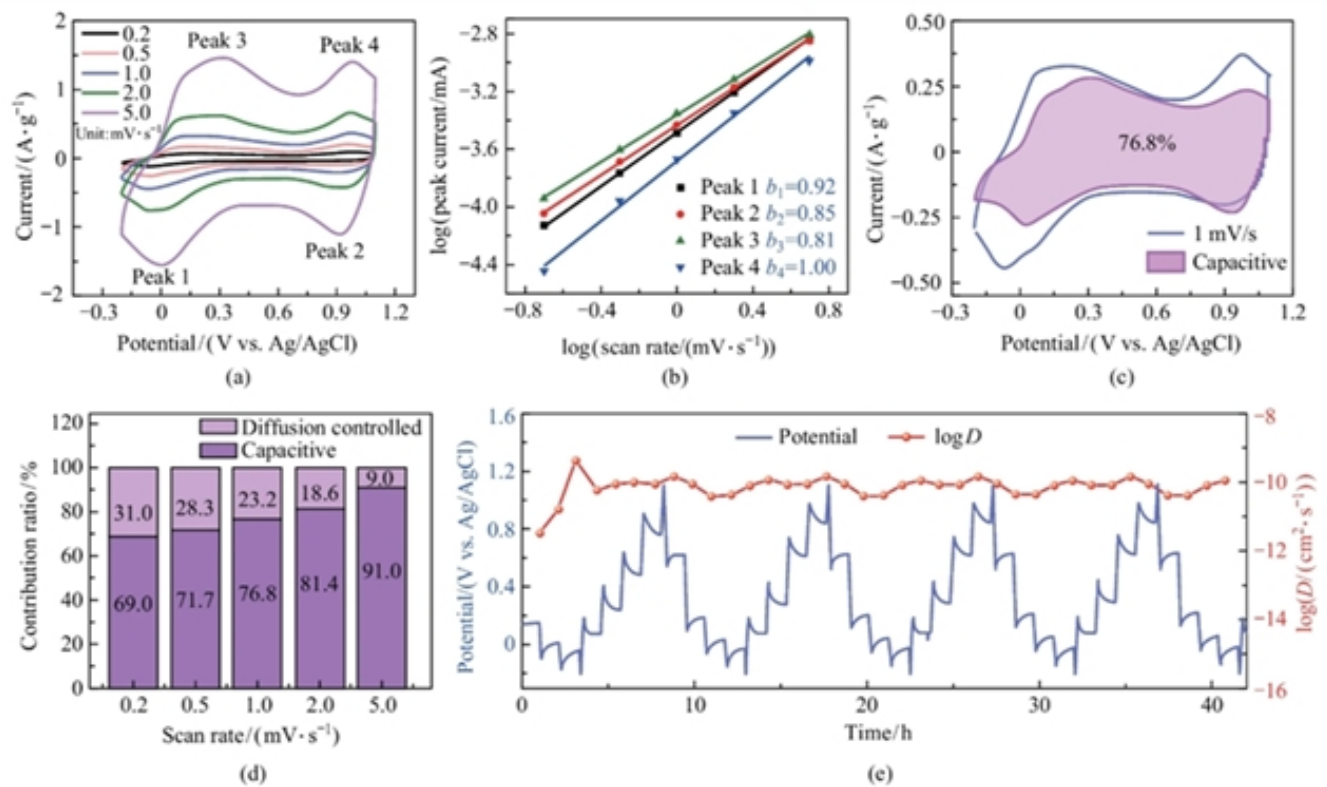 2
1
0
−1
−2
Current/(A·g⁻¹)
0.2
0.5
1.0
2.0
5.0
Unit:mV·s⁻¹
Peak 3
Peak 4
Peak 1
Peak 2
−0.3 0 0.3 0.6 0.9 1.2
Potential/(V vs. Ag/AgCl)
(a)
−2.8
−3.2
−3.6
−4.0
−4.4
log(peak current/mA)
Peak 1 b₁=0.92
Peak 2 b₂=0.85
Peak 3 b₃=0.81
Peak 4 b₄=1.00
−0.8 −0.4 0 0.4 0.8
log(scan rate/(mV·s⁻¹))
(b)
0.50
0.25
0
−0.25
−0.50
Current/(A·g⁻¹)
76.8%
1 mV/s
Capacitive
−0.3 0 0.3 0.6 0.9 1.2
Potential/(V vs. Ag/AgCl)
(c)
120
100
80
60
40
20
0
Contribution ratio/%
Diffusion controlled
Capacitive
31.0 28.3 23.2 18.6 9.0
69.0 71.7 76.8 81.4 91.0
0.2 0.5 1.0 2.0 5.0
Scan rate/(mV·s⁻¹)
(d)
1.6
1.2
0.8
0.4
0
Potential/(V vs. Ag/AgCl)
Potential
logD
−8
−10
−12
−14
−16
log(D/(cm²·s⁻¹))
0 10 20 30 40
Time/h
(e)